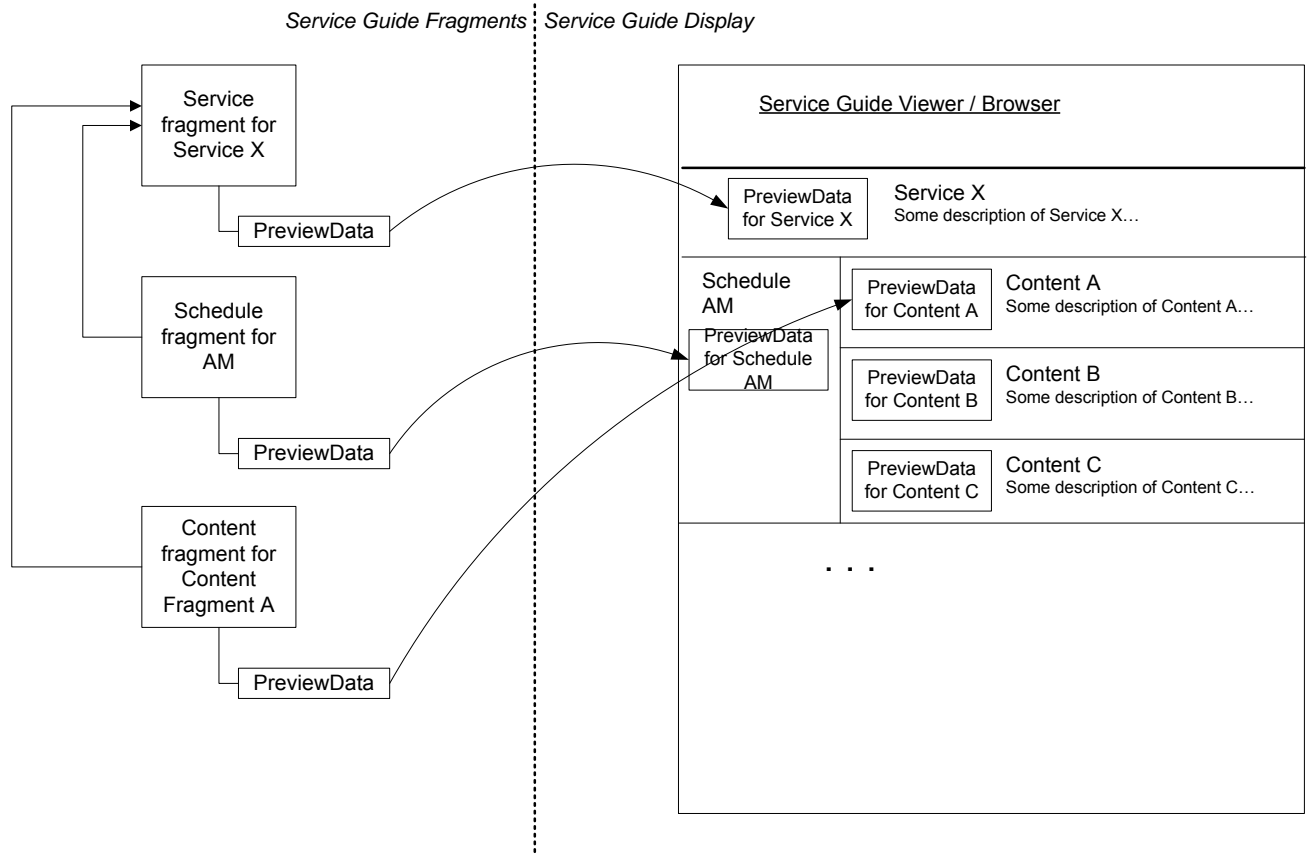 Service Guide Fragments
Service Guide Display
Service
fragment for
Service X
PreviewData
Schedule
fragment for
AM
PreviewData
Content
fragment for
Content
Fragment A
PreviewData
Service Guide Viewer / Browser
PreviewData
for Service X
Service X
Some description of Service X…
Schedule
AM
PreviewData
for Schedule
AM
PreviewData
for Content A
Content A
Some description of Content A…
PreviewData
for Content B
Content B
Some description of Content B…
PreviewData
for Content C
Content C
Some description of Content C…
. . .